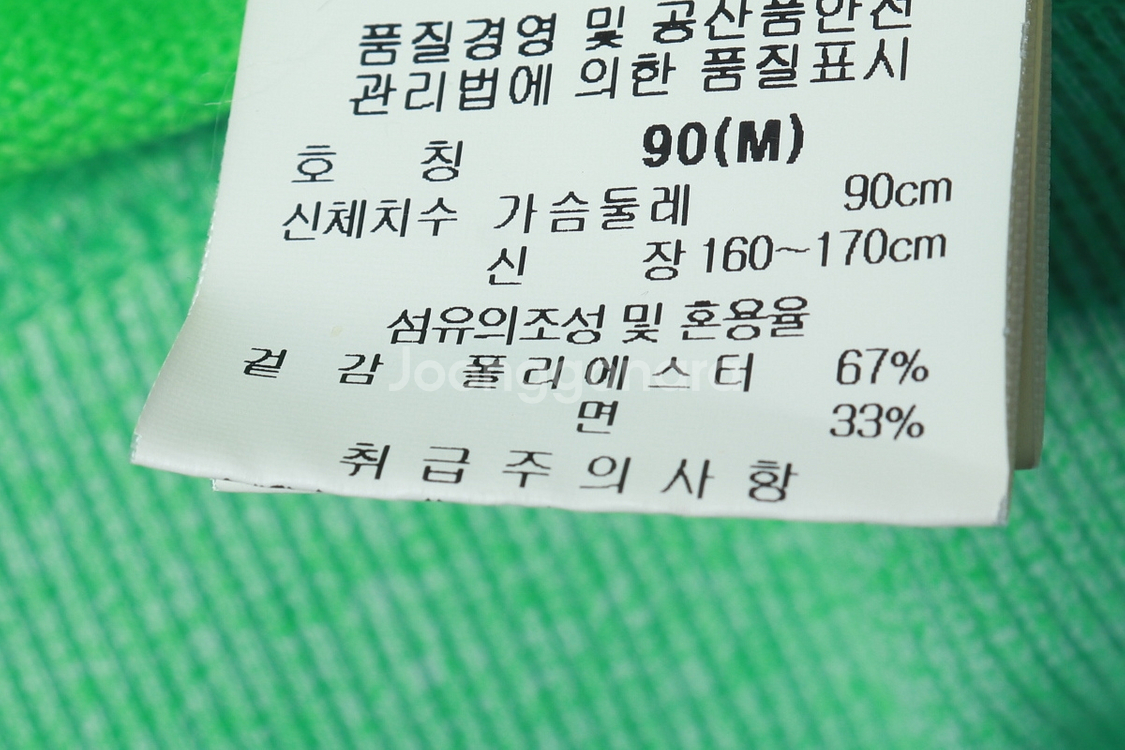 품질경영 및 공산품안전
관리법에 의한 품질표시
호 칭 90(M)
신체치수 가슴둘레 90cm
신 장 160~170cm
섬유의조성 및 혼용율
겉 감 폴리에스터 67%
면 33%
취급주의사항
Joonggonara